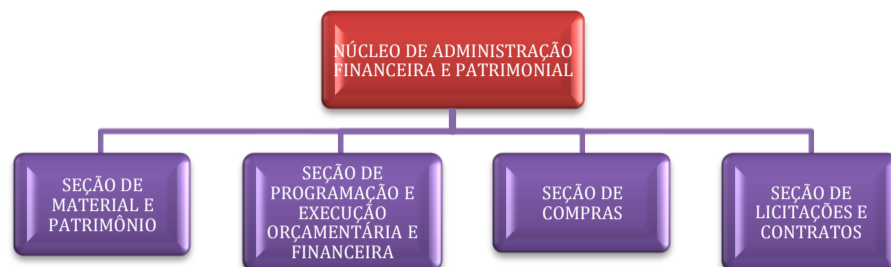 NÚCLEO DE ADMINISTRAÇÃO
FINANCEIRA E PATRIMONIAL
SEÇÃO DE
MATERIAL E
PATRIMÔNIO
SEÇÃO DE
PROGRAMAÇÃO E
EXECUÇÃO
ORÇAMENTÁRIA E
FINANCEIRA
SEÇÃO DE
COMPRAS
SEÇÃO DE
LICITAÇÕES E
CONTRATOS